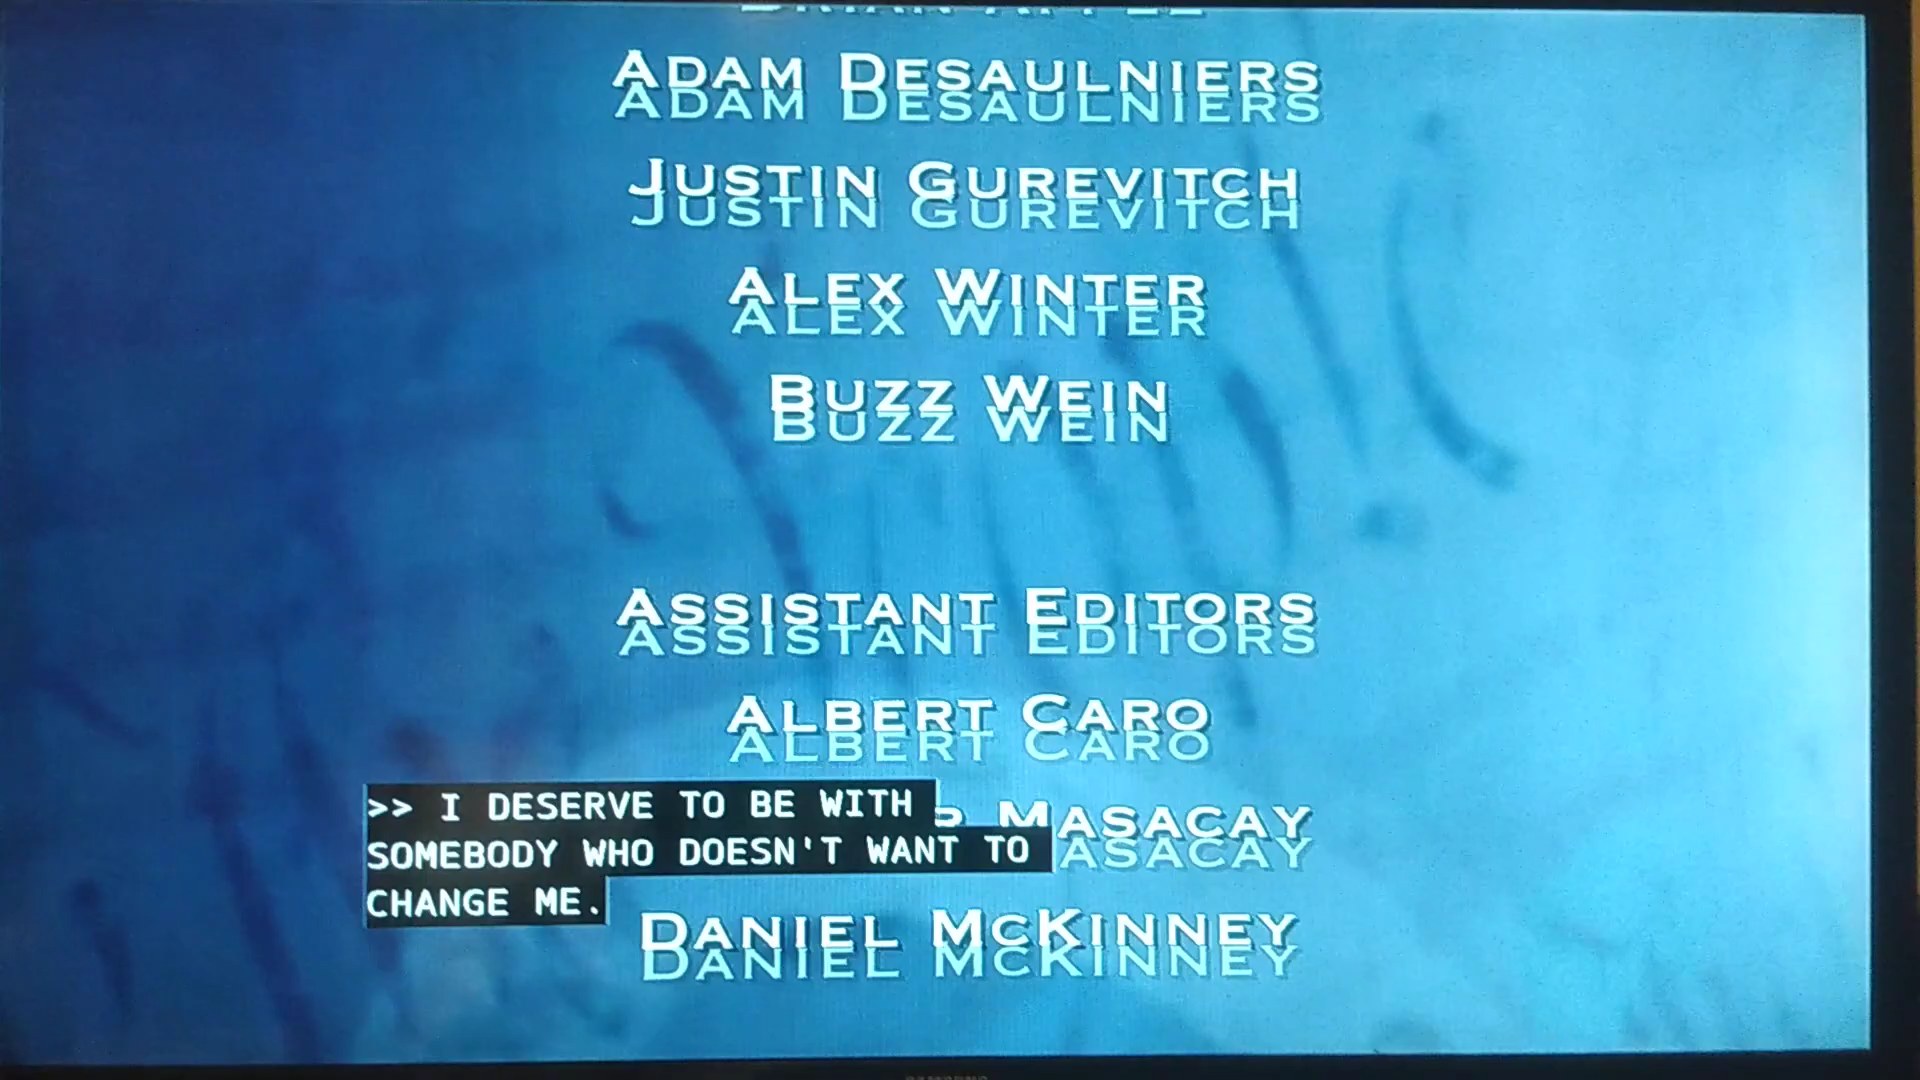 Adam Desaulniers
Justin Gurevitch
Alex Winter
Buzz Wein
Assistant Editors
Albert Caro
Masacay
Daniel McKinney
>> I DESERVE TO BE WITH
SOMEBODY WHO DOESN'T WANT TO
CHANGE ME.